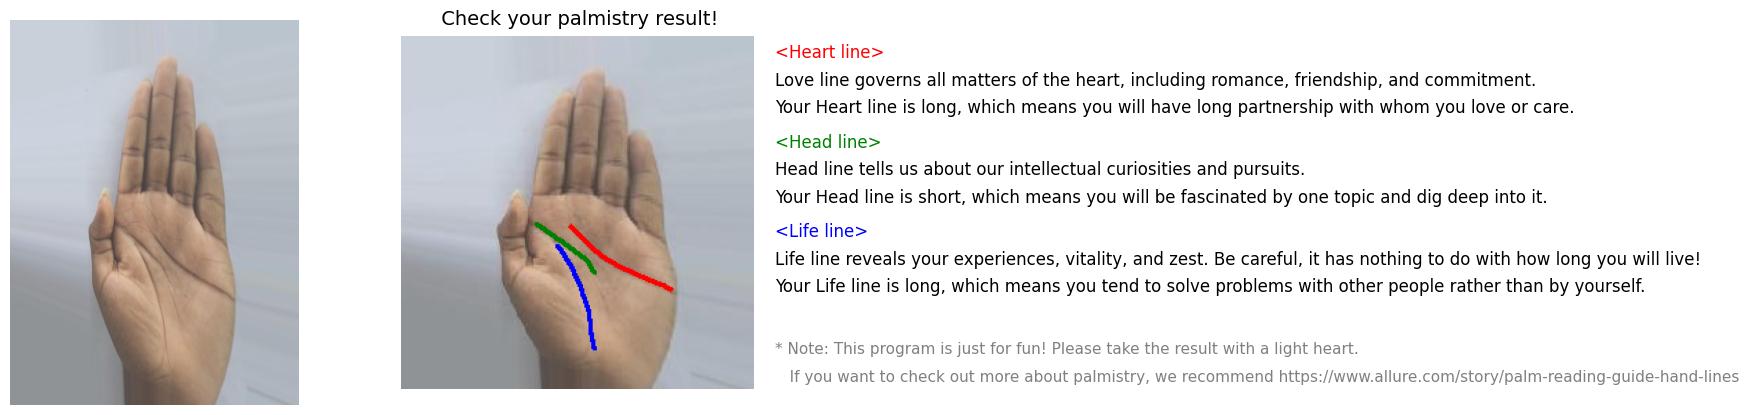 Check your palmistry result!
<Heart line>
Love line governs all matters of the heart, including romance, friendship, and commitment.
Your Heart line is long, which means you will have long partnership with whom you love or care.
<Head line>
Head line tells us about our intellectual curiosities and pursuits.
Your Head line is short, which means you will be fascinated by one topic and dig deep into it.
<Life line>
Life line reveals your experiences, vitality, and zest. Be careful, it has nothing to do with how long you will live!
Your Life line is long, which means you tend to solve problems with other people rather than by yourself.
* Note: This program is just for fun! Please take the result with a light heart.
If you want to check out more about palmistry, we recommend https://www.allure.com/story/palm-reading-guide-hand-lines